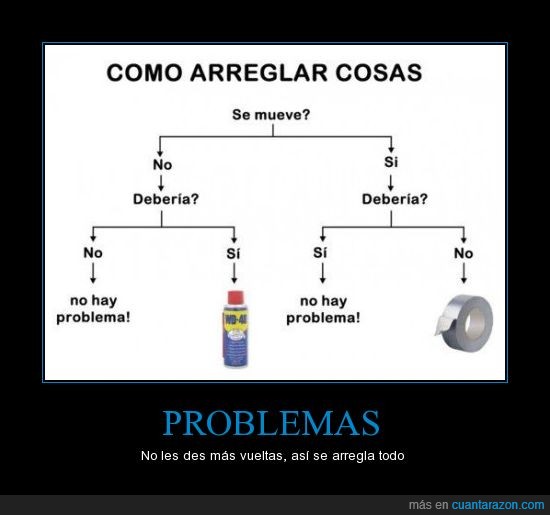 COMO ARREGLAR COSAS
Se mueve?
No
Si
Debería?
Debería?
No
Sí
Sí
No
no hay
problema!
WD-40
no hay
problema!
PROBLEMAS
No les des más vueltas, así se arregla todo
más en cuantarazon.com